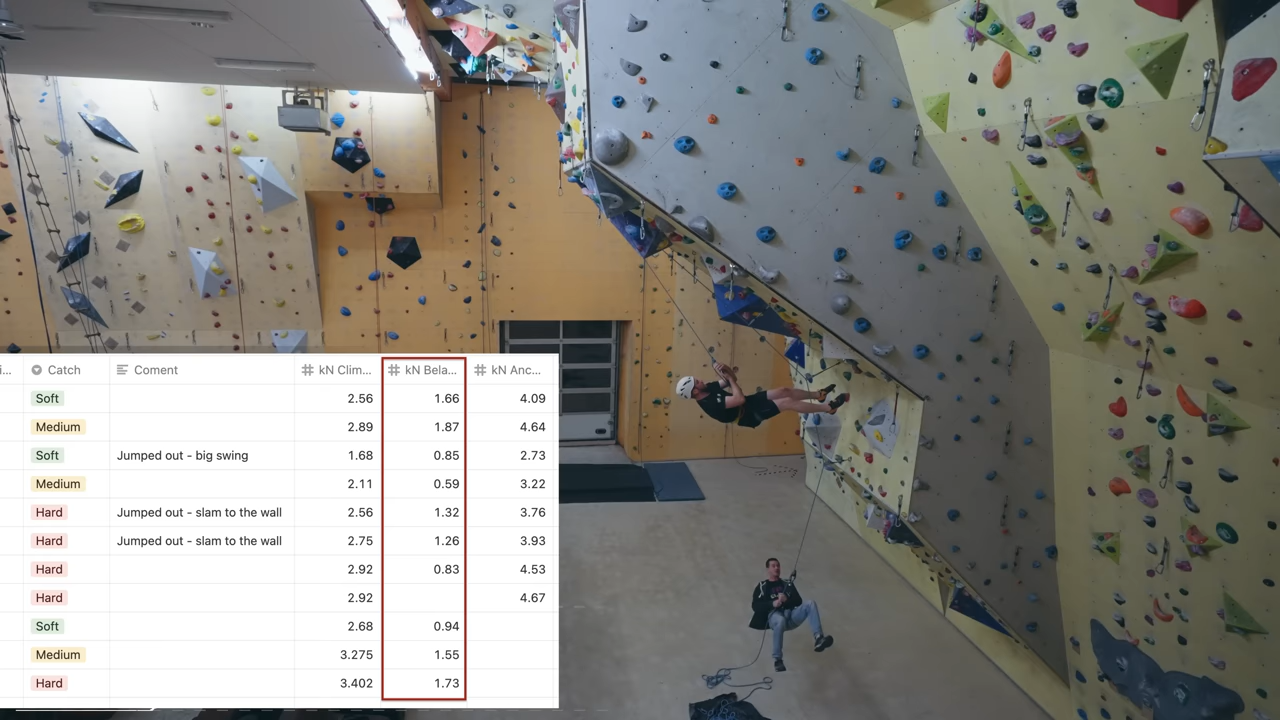 i... Catch Coment kN Clim... kN Bela... kN Anc...
Soft 2.56 1.66 4.09
Medium 2.89 1.87 4.64
Soft Jumped out - big swing 1.68 0.85 2.73
Medium 2.11 0.59 3.22
Hard Jumped out - slam to the wall 2.56 1.32 3.76
Hard Jumped out - slam to the wall 2.75 1.26 3.93
Hard 2.92 0.83 4.53
Hard 2.92 4.67
Soft 2.68 0.94
Medium 3.275 1.55
Hard 3.402 1.73